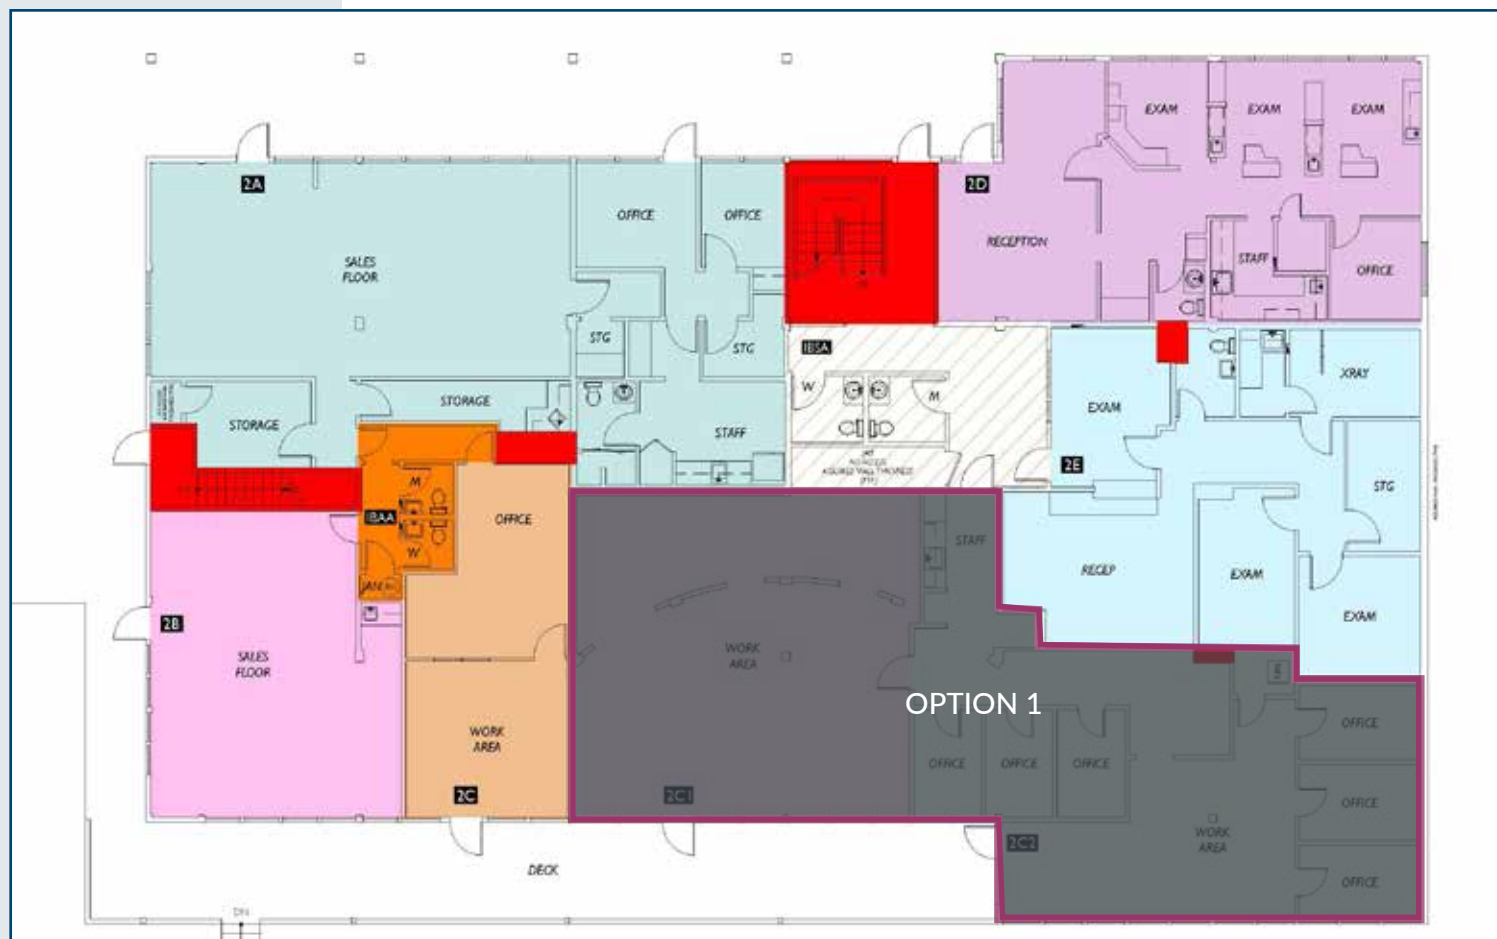 EXAM
EXAM
EXAM
2A
2D
OFFICE
OFFICE
RECEPTION
SALES
FLOOR
STAFF
OFFICE
STG
STG
IBSA
XRAY
W
M
STORAGE
EXAM
STORAGE
STAFF
2E
M
STG
IBAA
OFFICE
W
STAFF
RECEP
EXAM
JAN
2B
EXAM
SALES
FLOOR
WORK
AREA
OPTION 1
OFFICE
WORK
AREA
OFFICE
OFFICE
OFFICE
2C
2C1
OFFICE
WORK
AREA
2C2
DECK
OFFICE
DN